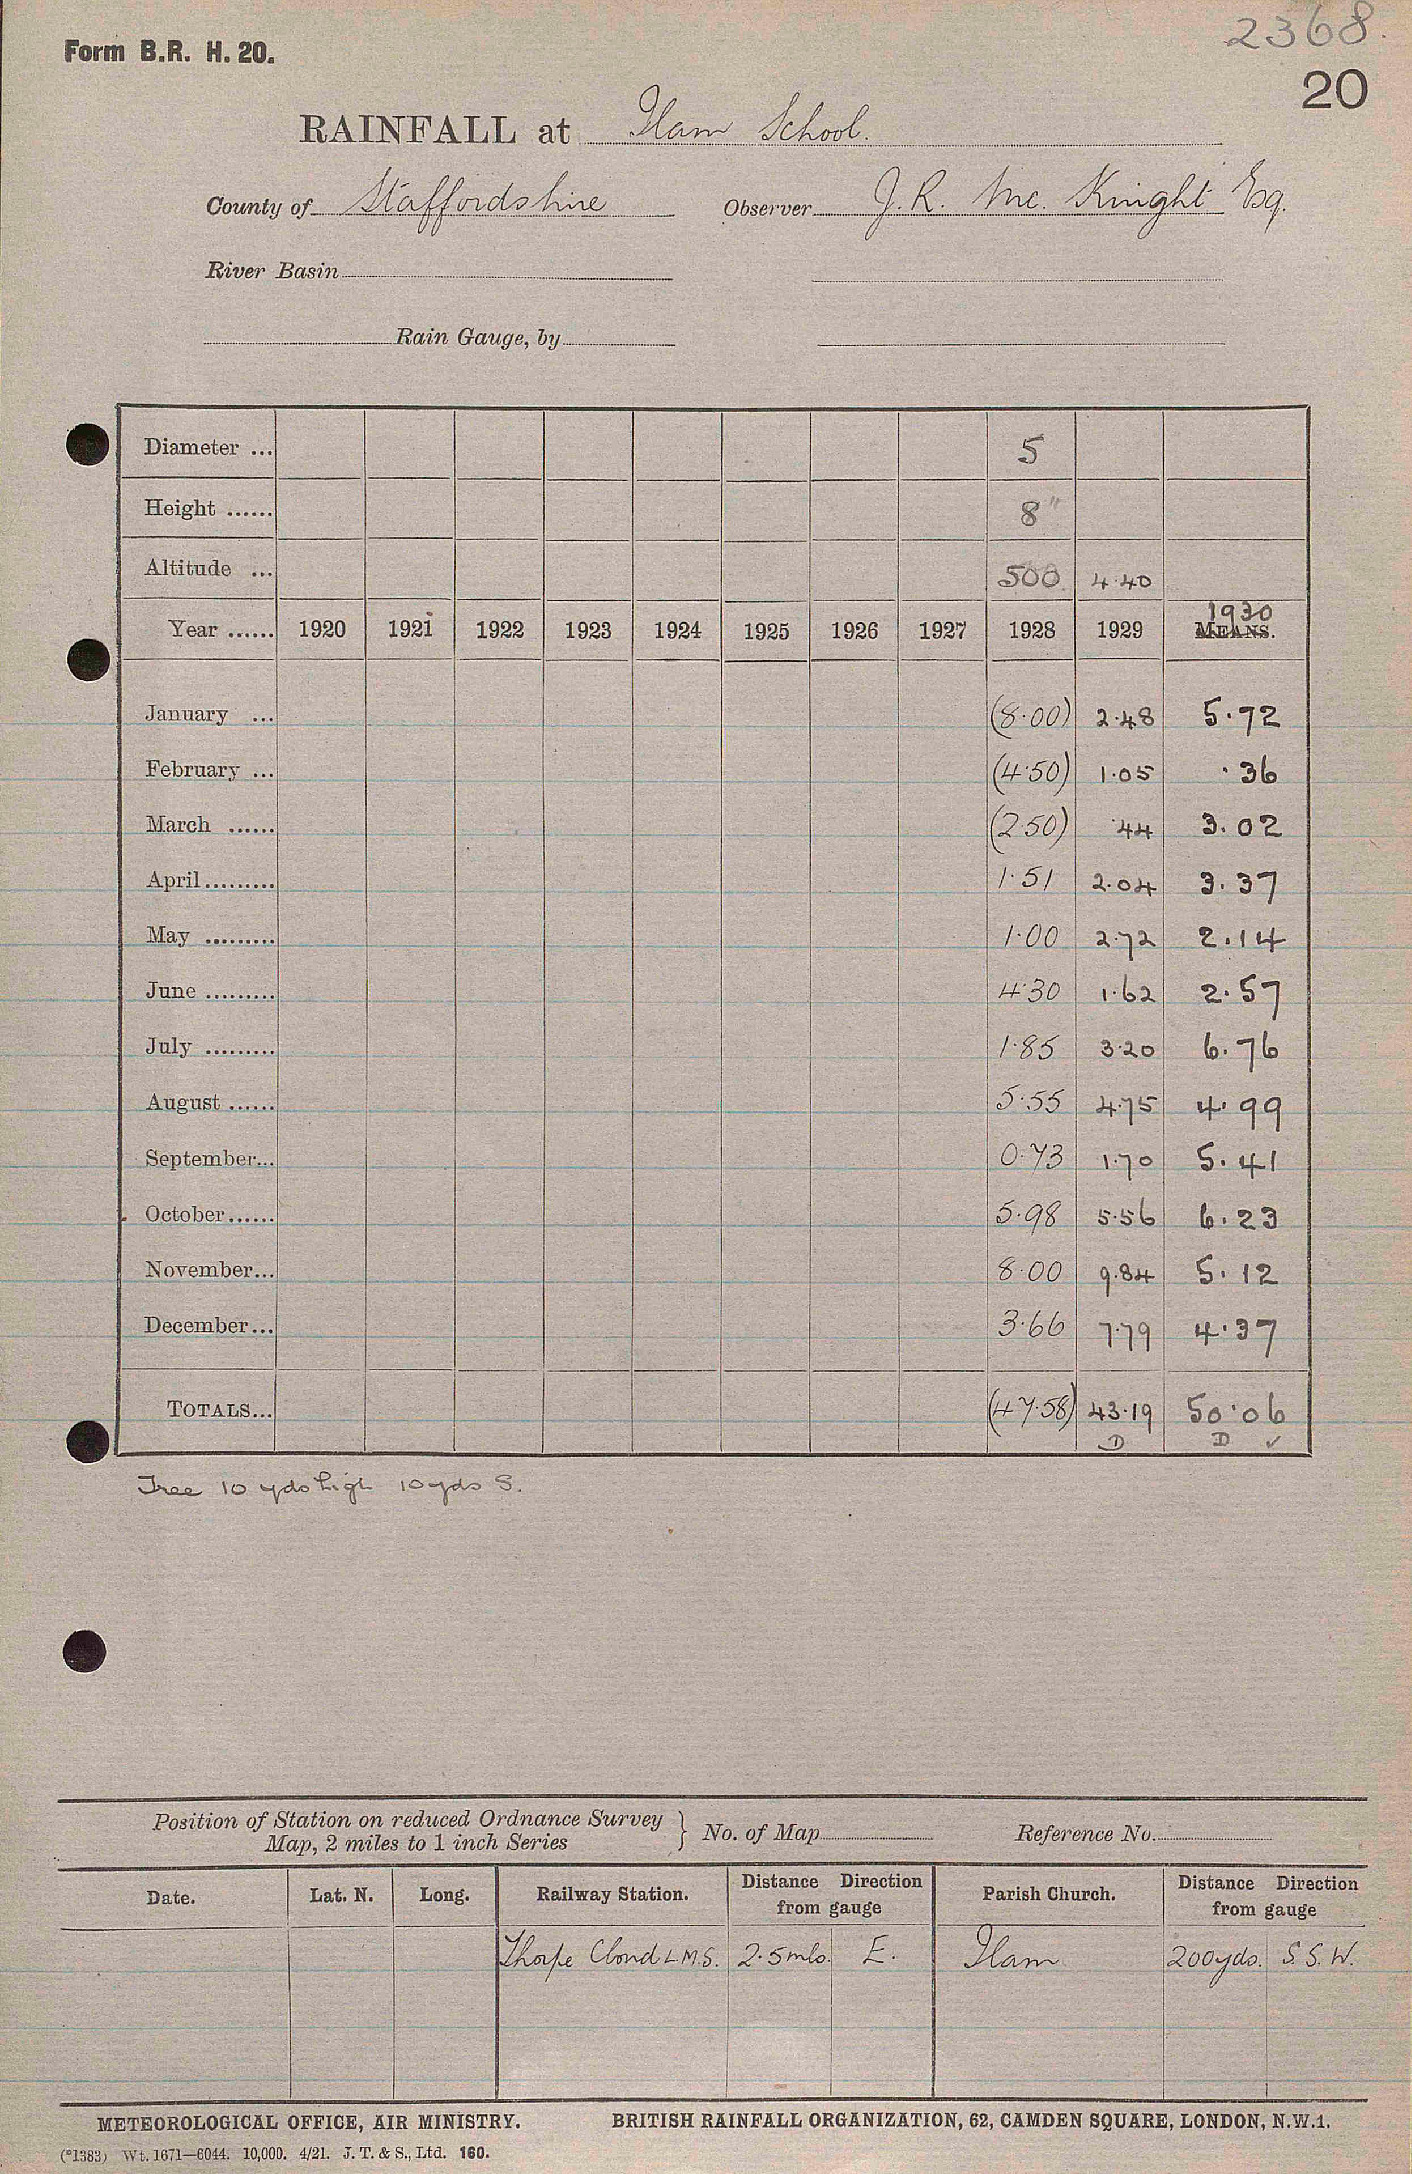 2368.
Form B.R. H. 20.
20
RAINFALL at Ilam School.
County of Staffordshire Observer J. R. Mc. Knight Esq.
River Basin
Rain Gauge, by
Diameter ... 5
Height ...... 8"
Altitude ... 500 440
1930
Year ...... 1920 1921 1922 1923 1924 1925 1926 1927 1928 1929 MEANS.
January ... (8.00) 2.48 5.72
February ... (4.50) 1.05 .36
March ...... (2.50) .44 3.02
April ......... 1.51 2.04 3.37
May ......... 1.00 2.72 2.14
June ......... 4.30 1.62 2.57
July ......... 1.85 3.20 6.76
August ...... 5.55 4.75 4.99
September... 0.73 1.70 5.41
October ...... 5.98 5.56 6.23
November... 8.00 9.84 5.12
December... 3.66 7.79 4.37
TOTALS... (47.58) 43.19 50.06
D D ✓
Tree 10 yds high 10 yds S.
Position of Station on reduced Ordnance Survey
Map, 2 miles to 1 inch Series } No. of Map Reference No.
Date. Lat. N. Long. Railway Station. Distance Direction from gauge Parish Church. Distance Direction from gauge
Thorpe Cloud L.M.S. 2.5 mls. E. Ilam 200 yds. S.S.W.
METEOROLOGICAL OFFICE, AIR MINISTRY. BRITISH RAINFALL ORGANIZATION, 62, CAMDEN SQUARE, LONDON, N.W.1.
(*1383) Wt. 1671—6044. 10,000. 4/21. J. T. & S., Ltd. 160.